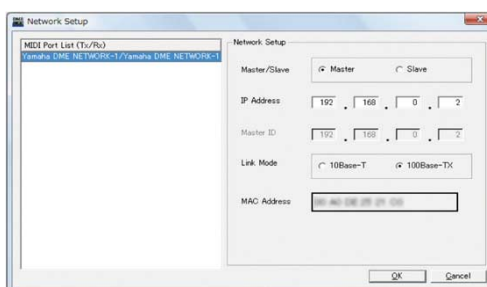 Network Setup
MIDI Port List (Tx/Rx)
Yamaha DME NETWORK-1/Yamaha DME NETWORK-1
Network Setup
Master/Slave Master Slave
IP Address 192 . 168 . 0 . 2
Master ID 192 . 168 . 0 . 2
Link Mode 10Base-T 100Base-TX
MAC Address
OK Cancel